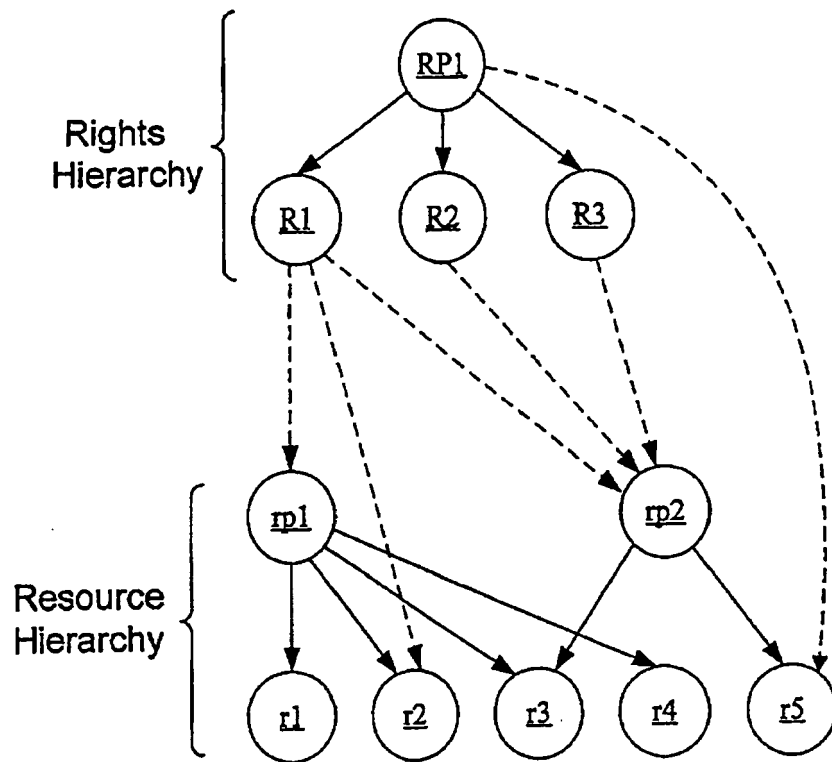 RP1
Rights
Hierarchy
R1
R2
R3
rp1
rp2
Resource
Hierarchy
r1
r2
r3
r4
r5